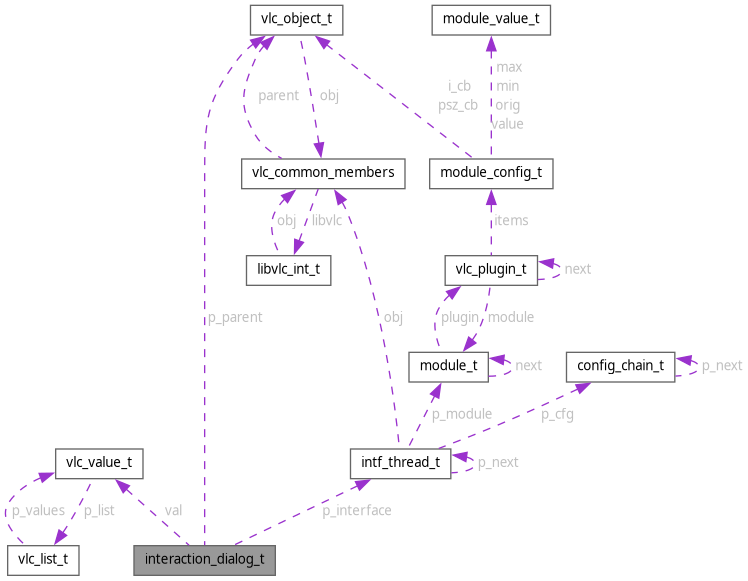 vlc_object_t
module_value_t
max
min
orig
value
i_cb
psz_cb
parent
obj
vlc_common_members
module_config_t
obj
libvlc
items
libvlc_int_t
vlc_plugin_t
next
p_parent
obj
plugin
module
module_t
next
config_chain_t
p_next
p_module
p_cfg
vlc_value_t
intf_thread_t
p_next
p_values
p_list
val
p_interface
vlc_list_t
interaction_dialog_t